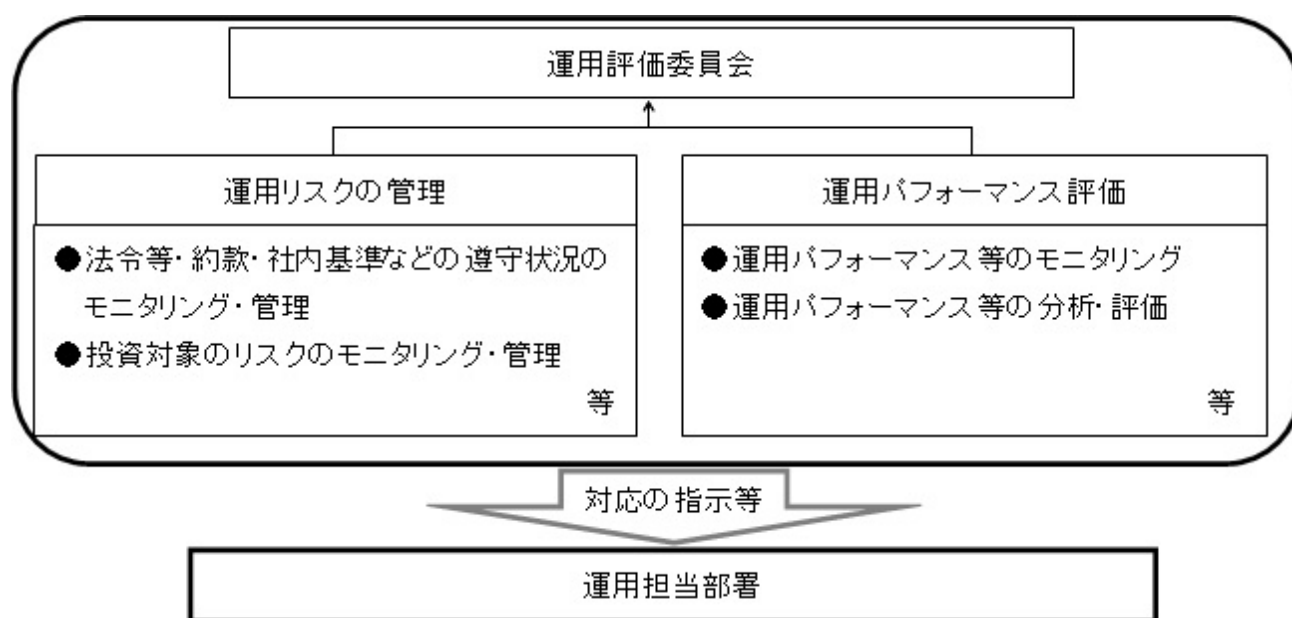 運用評価委員会
運用リスクの管理
●法令等・約款・社内基準などの遵守状況の
モニタリング・管理
●投資対象のリスクのモニタリング・管理
等
運用パフォーマンス評価
●運用パフォーマンス等のモニタリング
●運用パフォーマンス等の分析・評価
等
対応の指示等
運用担当部署